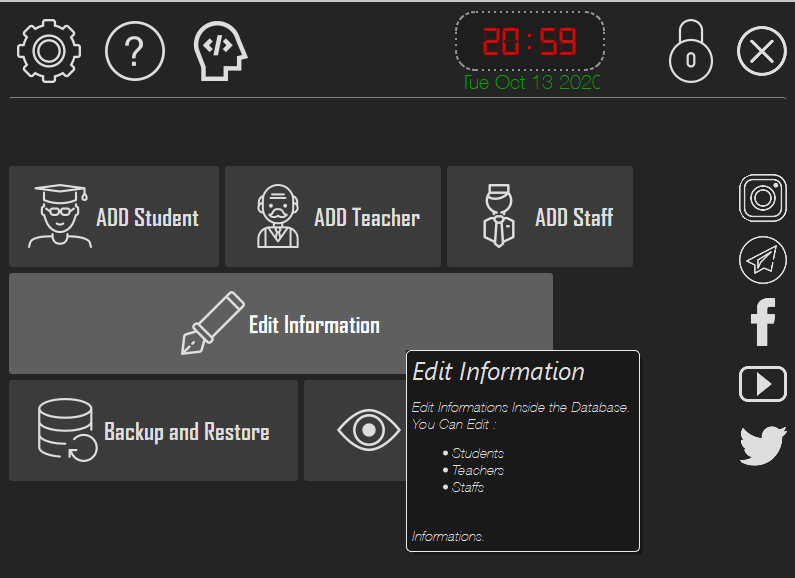 ?
</>
20:59
0
Tue Oct 13 2020
ADD Student
ADD Teacher
ADD Staff
Edit Information
Edit Information
Edit Informations Inside the Database.
You Can Edit :
• Students
• Teachers
• Staffs
Informations.
Backup and Restore